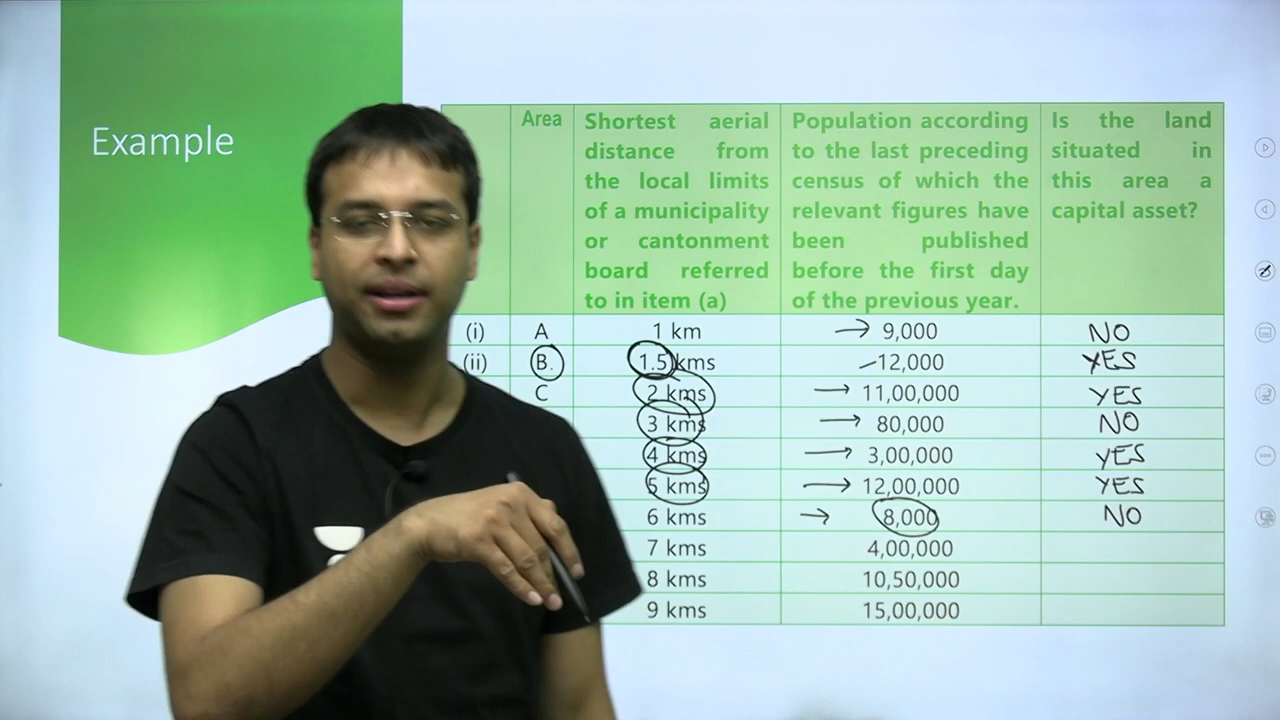 Example
Area
Shortest aerial distance from the local limits of a municipality or cantonment board referred to in item (a)
Population according to the last preceding census of which the relevant figures have been published before the first day of the previous year.
Is the land situated in this area a capital asset?
(i) A 1 km → 9,000 NO
(ii) B. 1.5 kms 12,000 YES
C 2 kms → 11,00,000 YES
3 kms → 80,000 NO
4 kms → 3,00,000 YES
5 kms → 12,00,000 YES
6 kms → 8,000 NO
7 kms 4,00,000
8 kms 10,50,000
9 kms 15,00,000